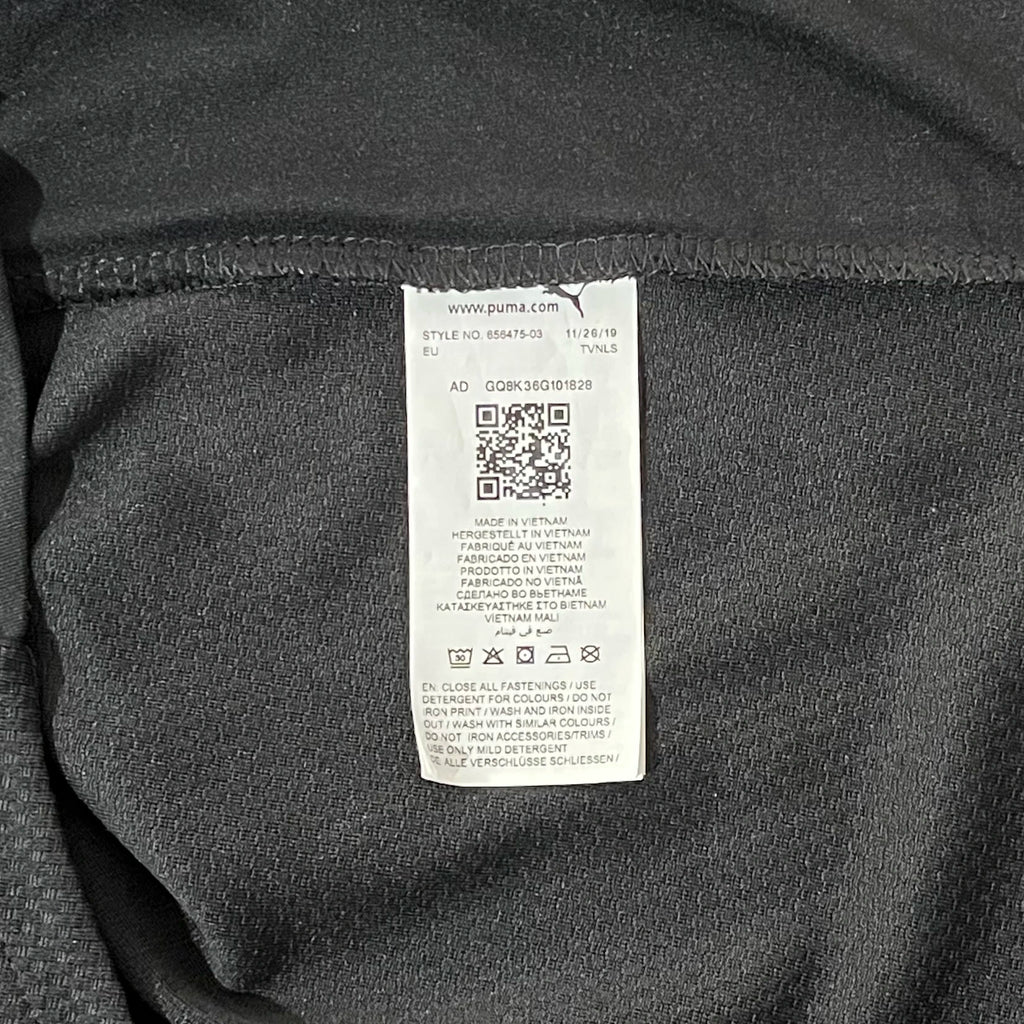 www.puma.com
STYLE NO. 656475-03 11/26/19
EU TVNLS
AD GQ8K36G101828
MADE IN VIETNAM
HERGESTELLT IN VIETNAM
FABRIQUÉ AU VIETNAM
FABRICADO EN VIETNAM
PRODOTTO IN VIETNAM
FABRICADO NO VIETNÃ
СДЕЛАНО ВО ВЬЕТНАМЕ
ΚΑΤΑΣΚΕΥΑΣΤΗΚΕ ΣΤΟ ΒΙΕΤΝΑΜ
VİETNAM MALI
صنع في فيتنام
30
EN: CLOSE ALL FASTENINGS / USE
DETERGENT FOR COLOURS / DO NOT
IRON PRINT / WASH AND IRON INSIDE
OUT / WASH WITH SIMILAR COLOURS /
DO NOT IRON ACCESSORIES/TRIMS /
USE ONLY MILD DETERGENT
DE: ALLE VERSCHLÜSSE SCHLIESSEN /